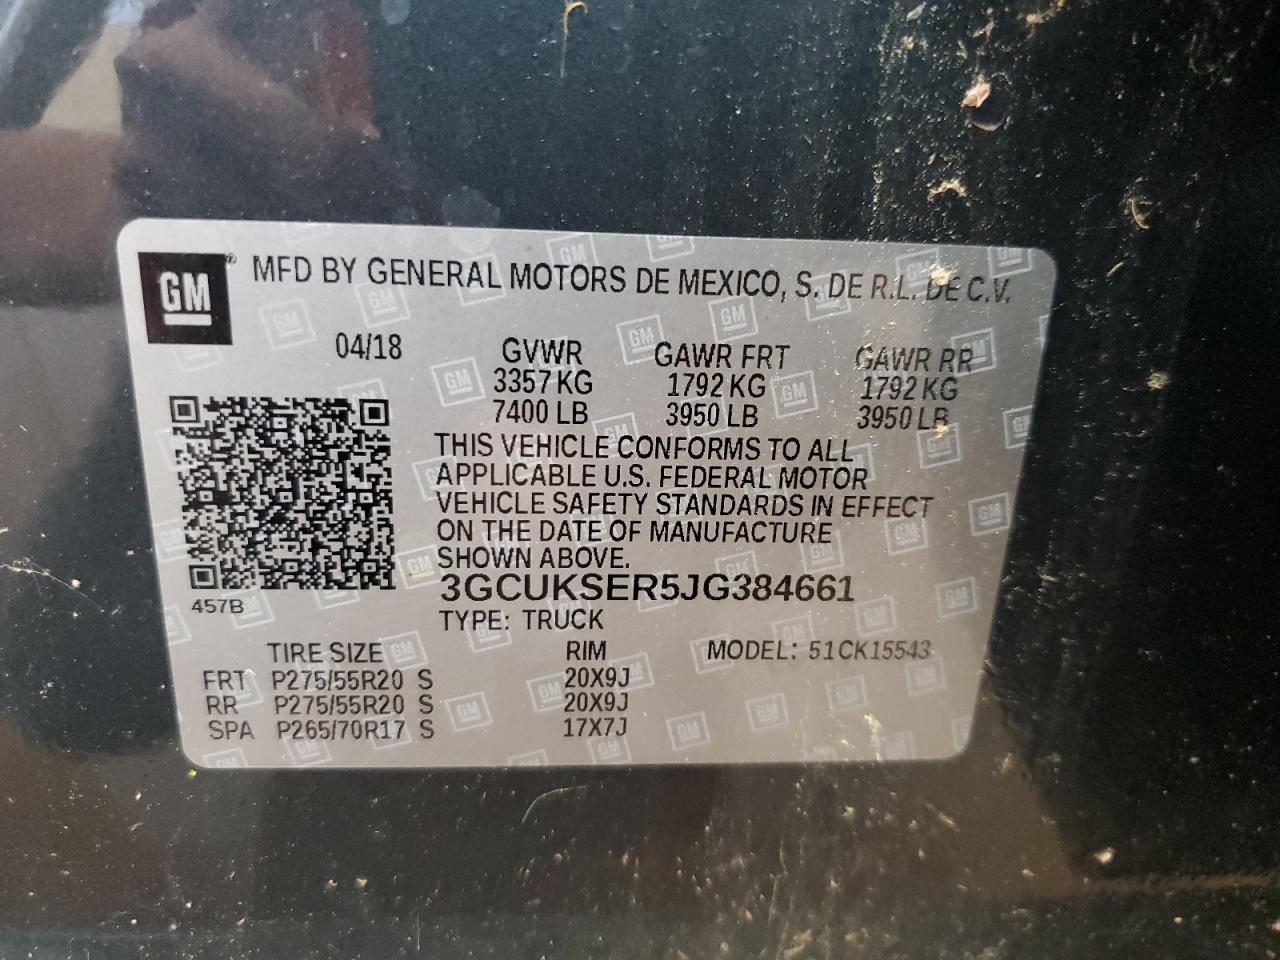 GM® MFD BY GENERAL MOTORS DE MEXICO, S. DE R.L. DE C.V.
04/18 GVWR GAWR FRT GAWR RR
3357 KG 1792 KG 1792 KG
7400 LB 3950 LB 3950 LB
THIS VEHICLE CONFORMS TO ALL
APPLICABLE U.S. FEDERAL MOTOR
VEHICLE SAFETY STANDARDS IN EFFECT
ON THE DATE OF MANUFACTURE
SHOWN ABOVE.
3GCUKSER5JG384661
457B
TYPE: TRUCK
TIRE SIZE RIM MODEL: 51CK15543
FRT P275/55R20 S 20X9J
RR P275/55R20 S 20X9J
SPA P265/70R17 S 17X7J